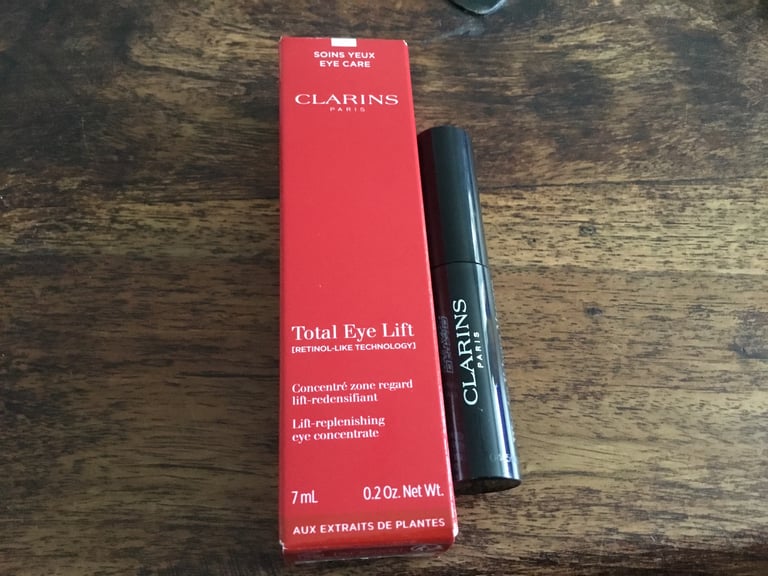 SOINS YEUX
EYE CARE
CLARINS
PARIS
Total Eye Lift
[RETINOL-LIKE TECHNOLOGY]
Concentré zone regard
lift-redensifiant
Lift-replenishing
eye concentrate
7 mL 0.2 Oz. Net Wt.
AUX EXTRAITS DE PLANTES
CLARINS
PARIS